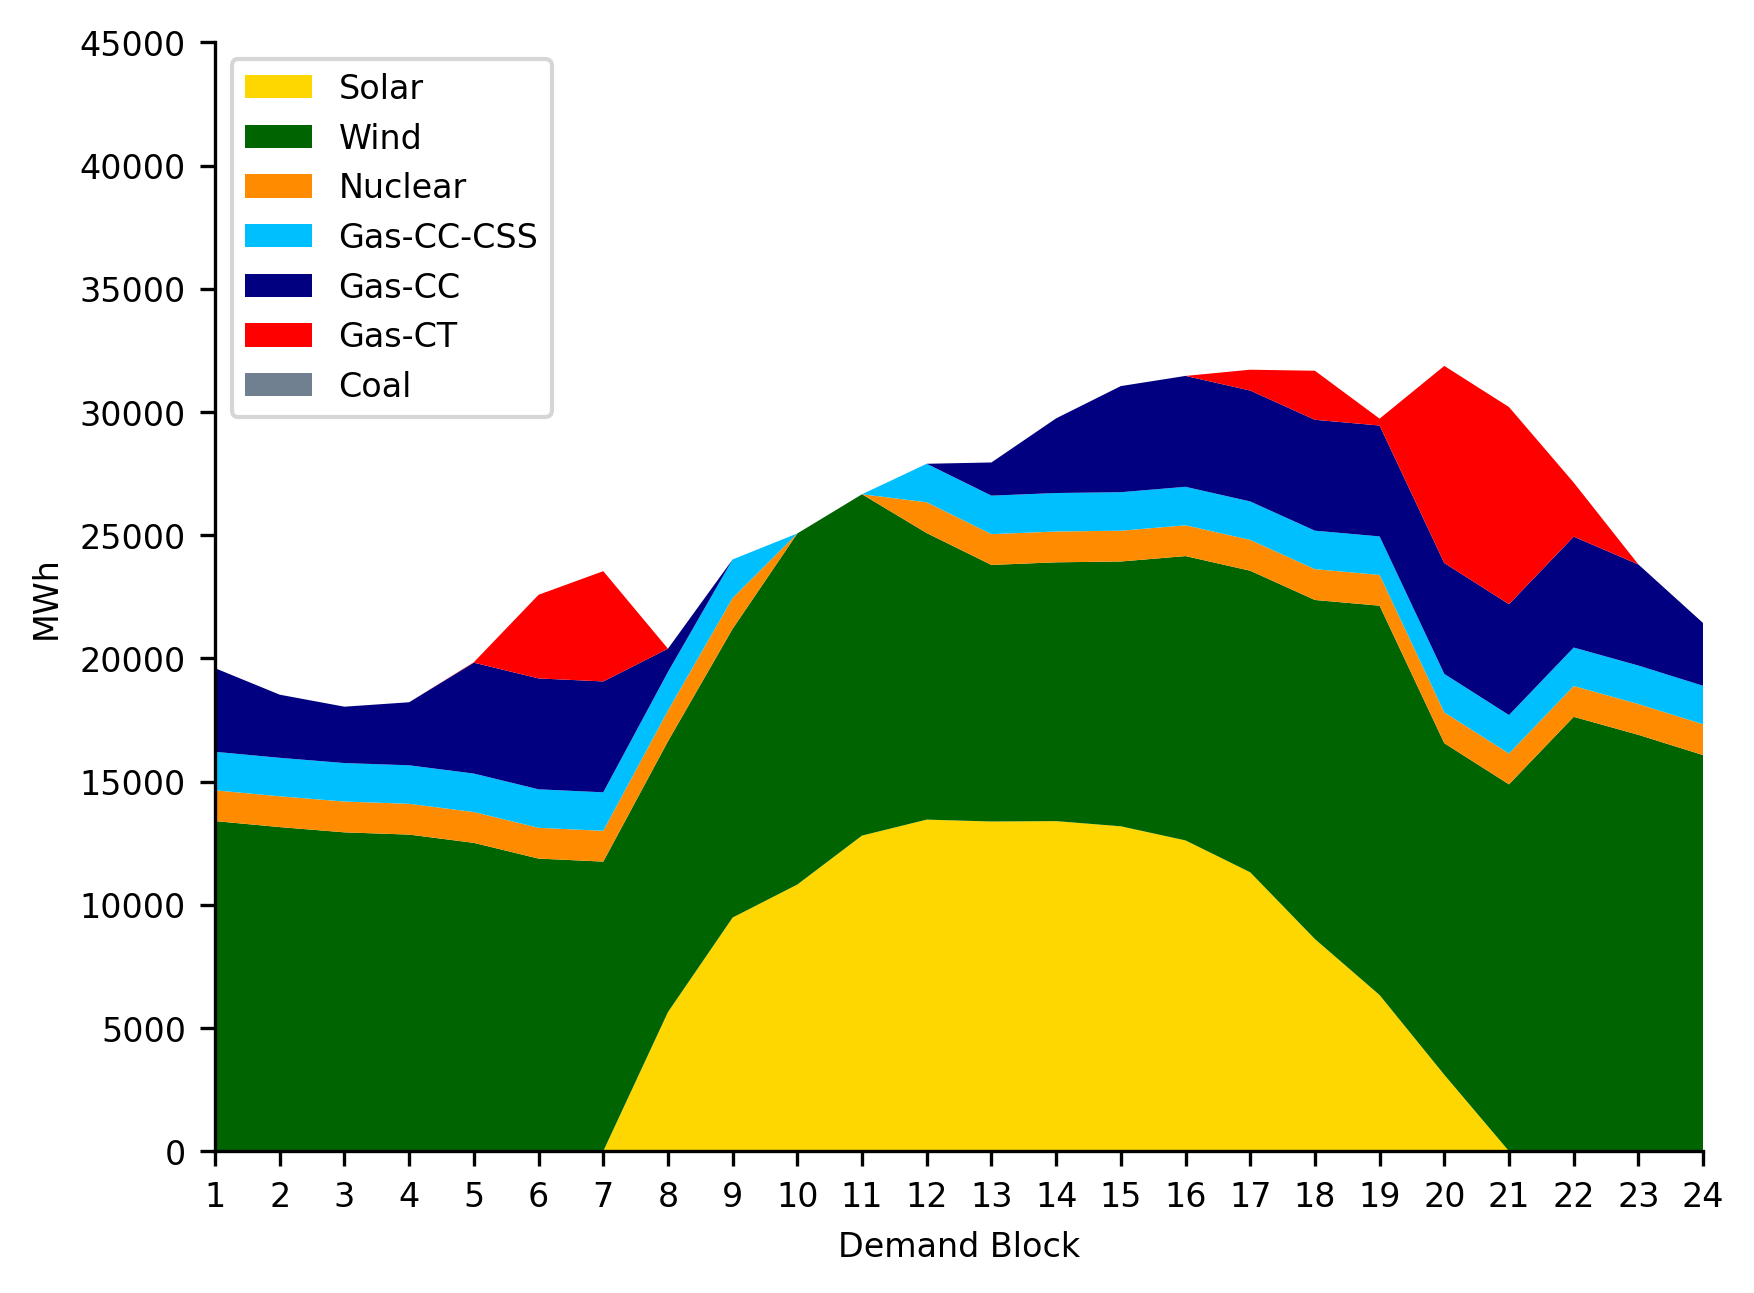 45000
40000
35000
30000
25000
20000
15000
10000
5000
0
MWh
Solar
Wind
Nuclear
Gas-CC-CSS
Gas-CC
Gas-CT
Coal
1 2 3 4 5 6 7 8 9 10 11 12 13 14 15 16 17 18 19 20 21 22 23 24
Demand Block